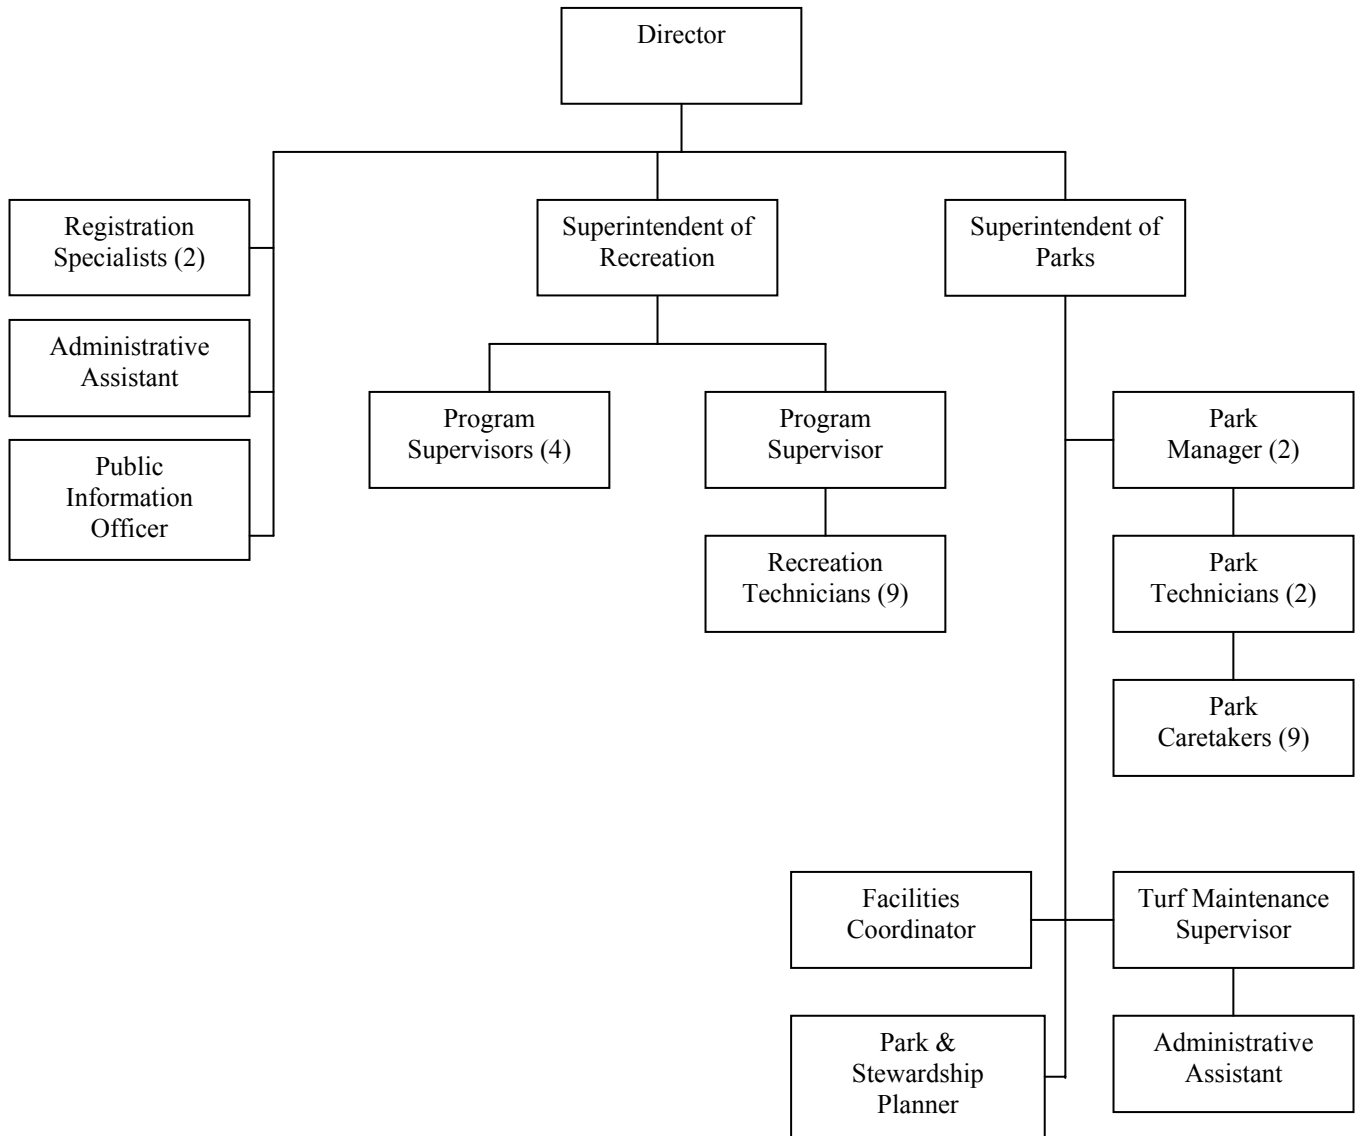 Director
Registration
Specialists (2)
Superintendent of
Recreation
Superintendent of
Parks
Administrative
Assistant
Program
Supervisors (4)
Program
Supervisor
Park
Manager (2)
Public
Information
Officer
Recreation
Technicians (9)
Park
Technicians (2)
Park
Caretakers (9)
Facilities
Coordinator
Turf Maintenance
Supervisor
Park &
Stewardship
Planner
Administrative
Assistant